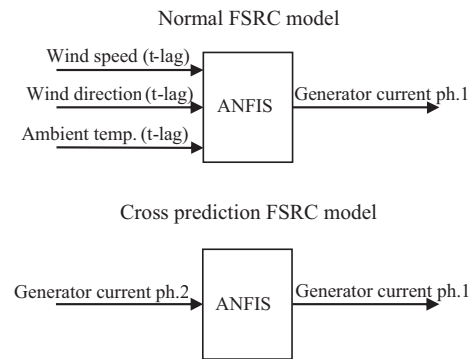 Normal FSRC model
Wind speed (t-lag)
Wind direction (t-lag)
Ambient temp. (t-lag)
ANFIS
Generator current ph.1
Cross prediction FSRC model
Generator current ph.2
ANFIS
Generator current ph.1